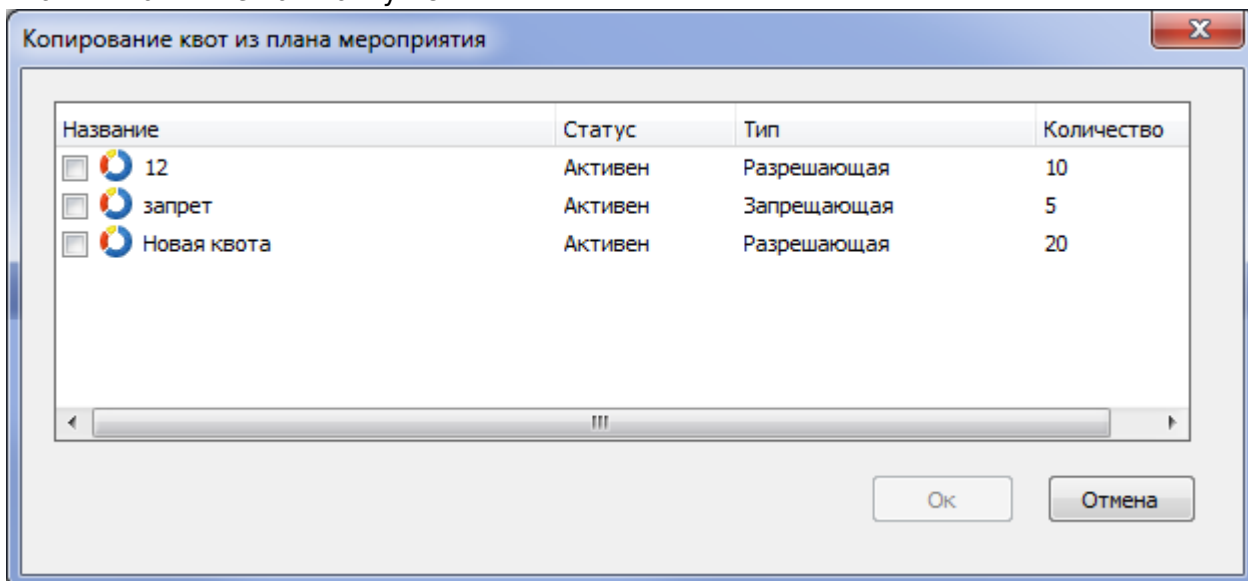 Копирование квот из плана мероприятия
Название Статус Тип Количество
12 Активен Разрешающая 10
запрет Активен Запрещающая 5
Новая квота Активен Разрешающая 20
Ок Отмена